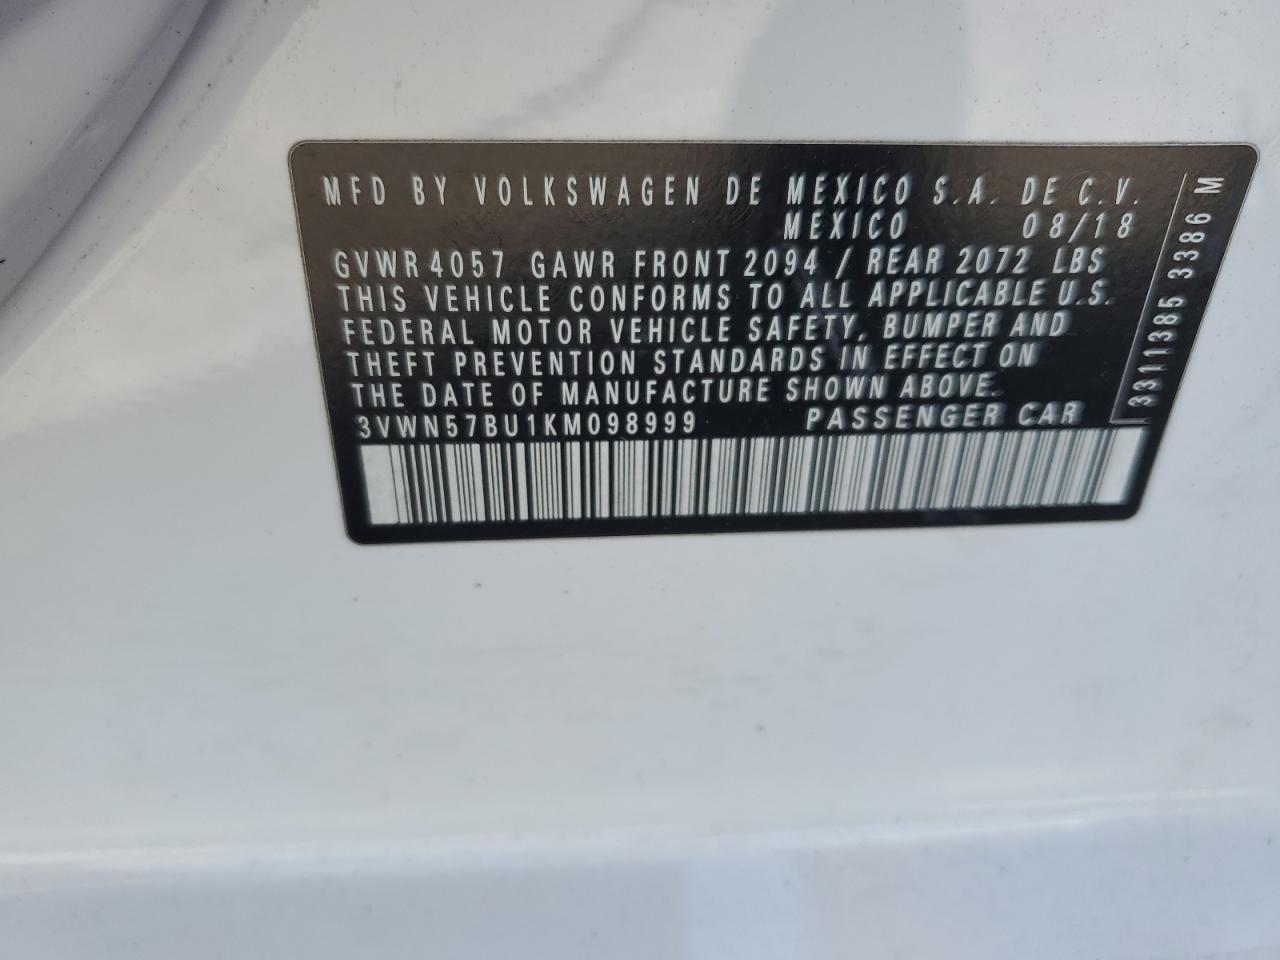 MFD BY VOLKSWAGEN DE MEXICO S.A. DE C.V.
MEXICO 08/18
GVWR 4057 GAWR FRONT 2094 / REAR 2072 LBS
THIS VEHICLE CONFORMS TO ALL APPLICABLE U.S.
FEDERAL MOTOR VEHICLE SAFETY, BUMPER AND
THEFT PREVENTION STANDARDS IN EFFECT ON
THE DATE OF MANUFACTURE SHOWN ABOVE.
3VWN57BU1KM098999 PASSENGER CAR
3311385 3386 M